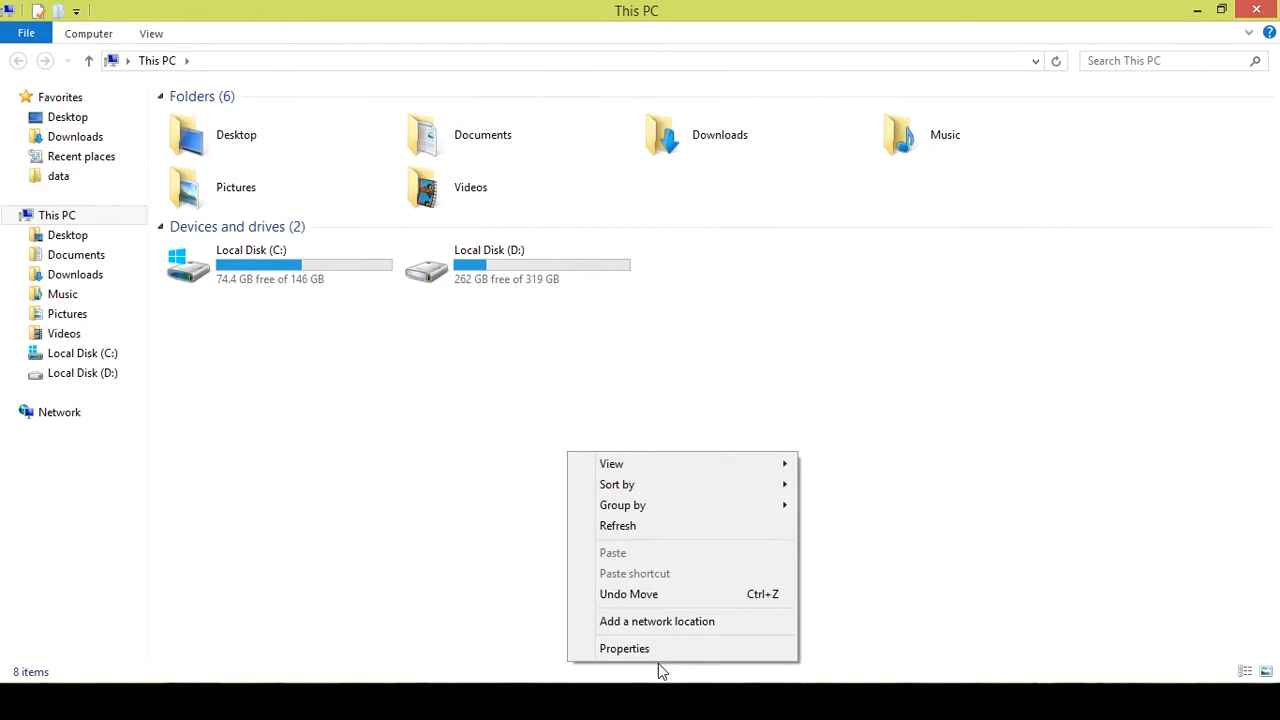 This PC
File Computer View
This PC
Search This PC
Favorites
Desktop
Downloads
Recent places
data
This PC
Desktop
Documents
Downloads
Music
Pictures
Videos
Local Disk (C:)
Local Disk (D:)
Network
Folders (6)
Desktop Documents Downloads Music
Pictures Videos
Devices and drives (2)
Local Disk (C:)
74.4 GB free of 146 GB
Local Disk (D:)
262 GB free of 319 GB
View
Sort by
Group by
Refresh
Paste
Paste shortcut
Undo Move Ctrl+Z
Add a network location
Properties
8 items